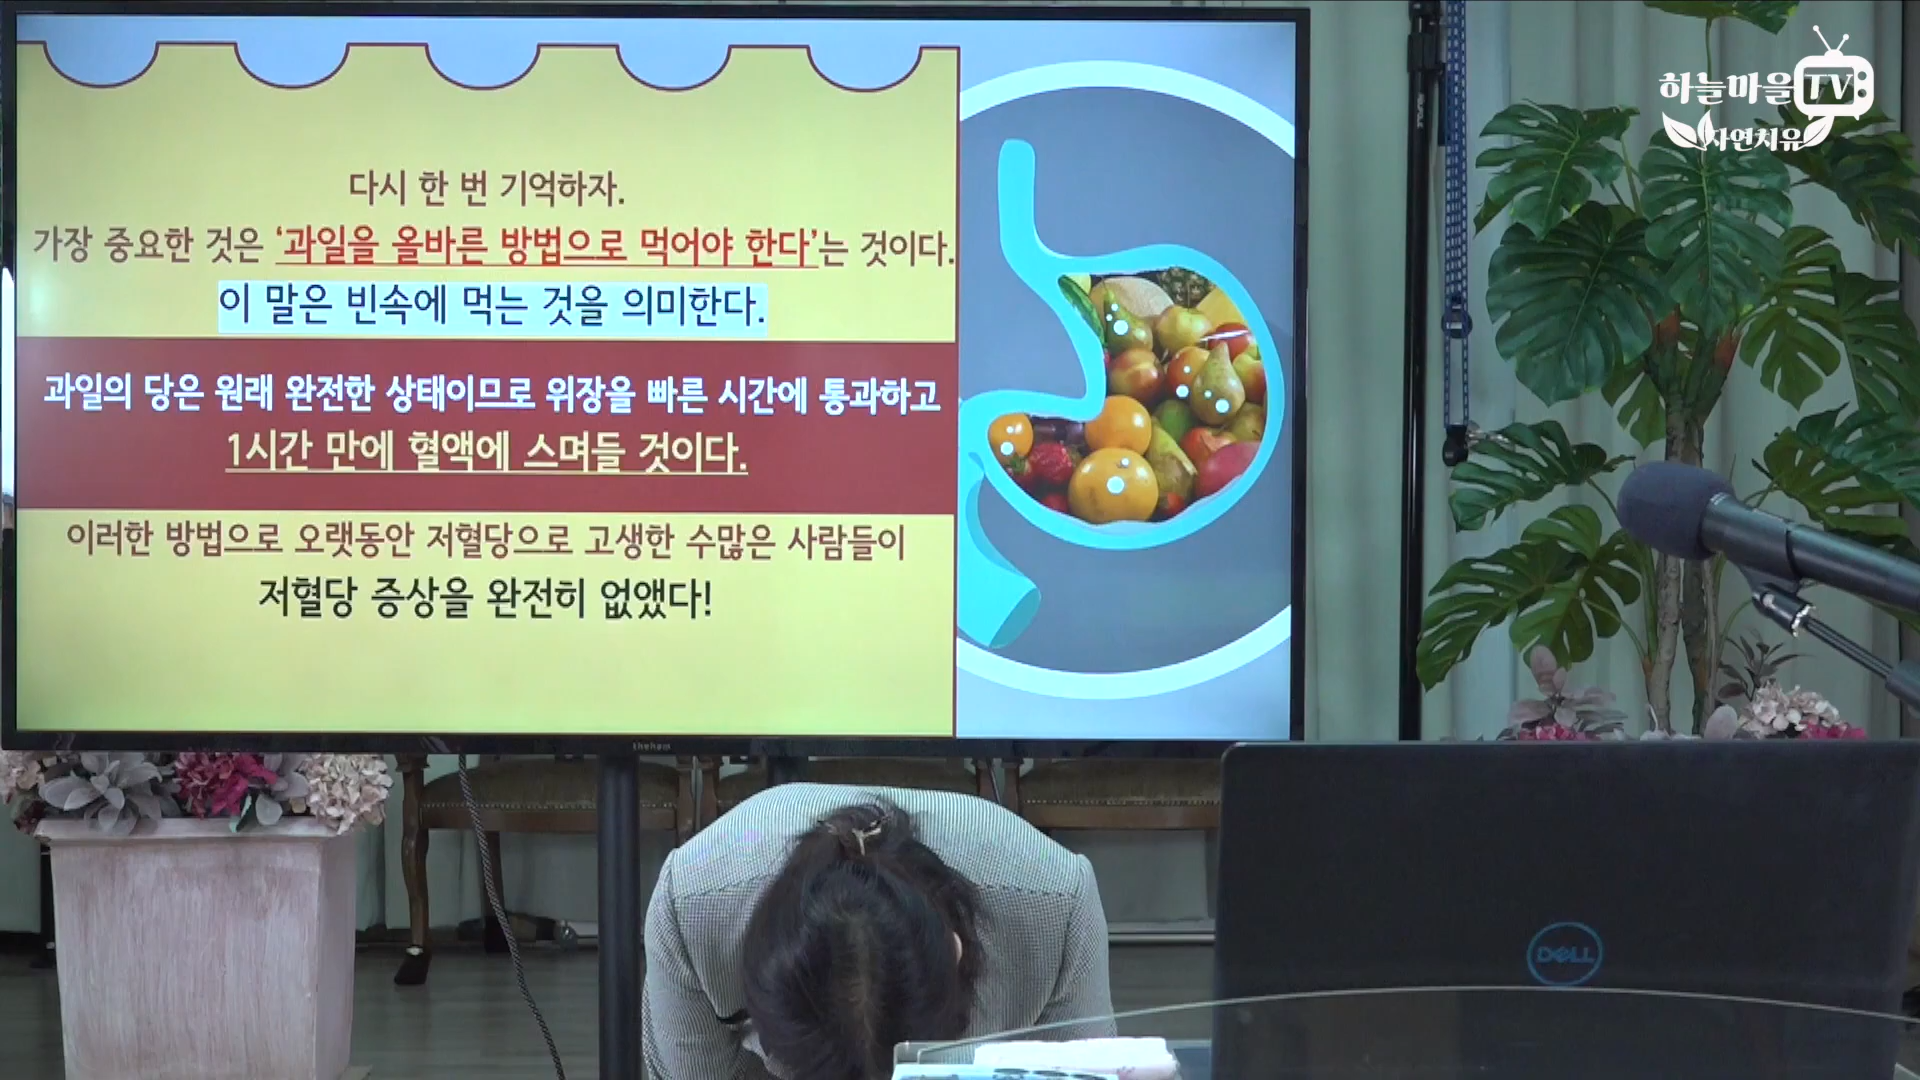 다시 한 번 기억하자.
가장 중요한 것은 ‘과일을 올바른 방법으로 먹어야 한다’는 것이다.
이 말은 빈속에 먹는 것을 의미한다.
과일의 당은 원래 완전한 상태이므로 위장을 빠른 시간에 통과하고
1시간 만에 혈액에 스며들 것이다.
이러한 방법으로 오랫동안 저혈당으로 고생한 수많은 사람들이
저혈당 증상을 완전히 없앴다!
하늘마을 TV
자연치유
DELL